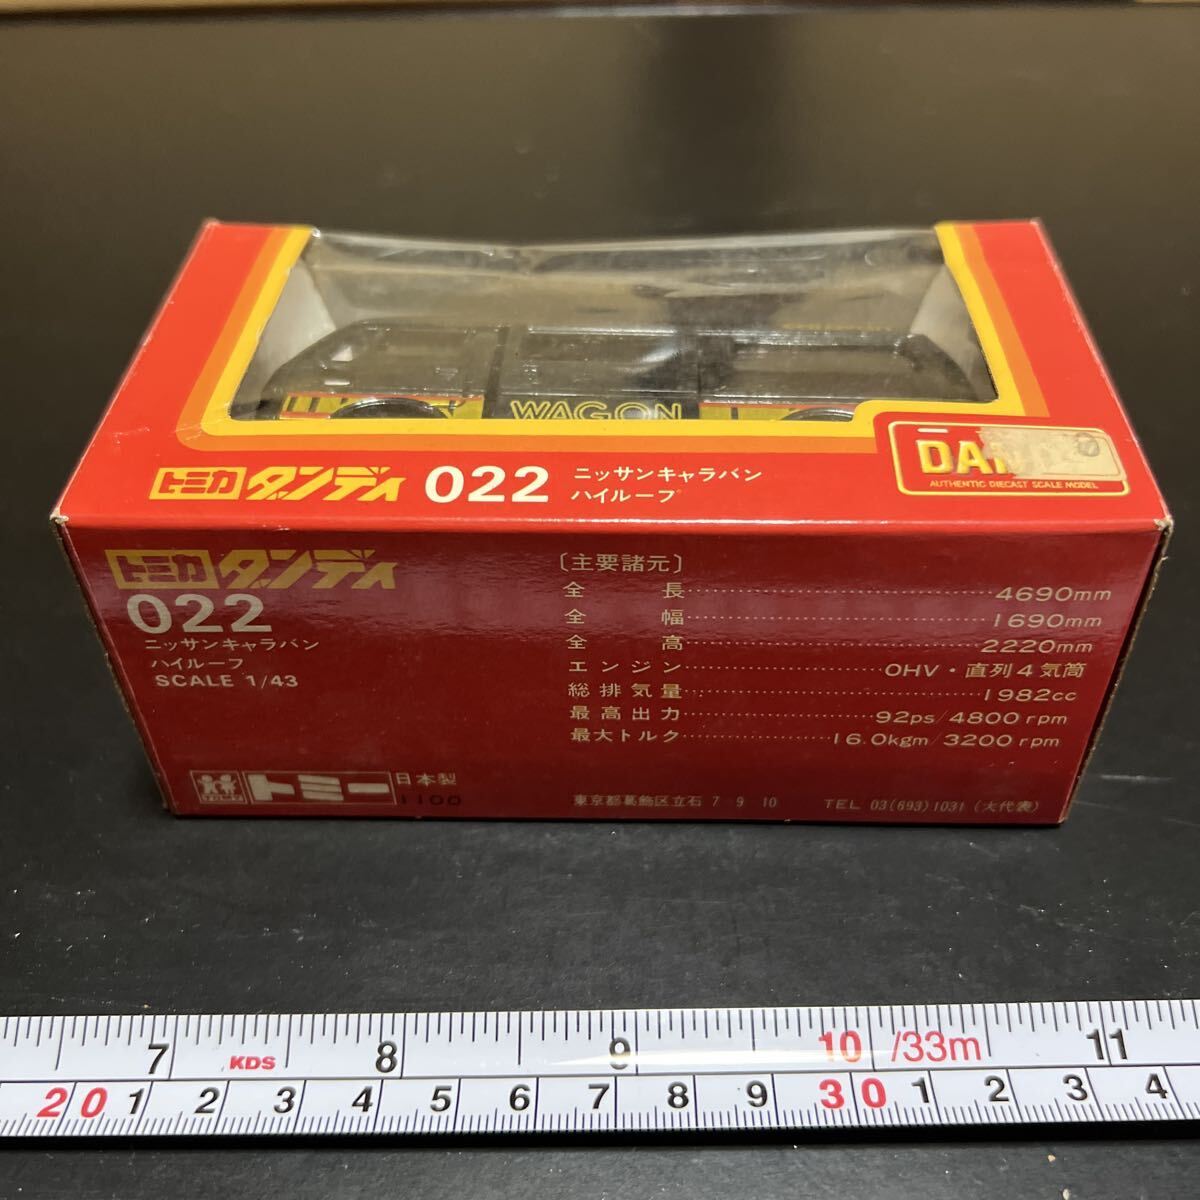 WAGON
トミカ ダンディ 022 ニッサンキャラバン
ハイルーフ
AUTHENTIC DIECAST SCALE MODEL
トミカ ダンディ
022
ニッサンキャラバン
ハイルーフ
SCALE 1/43
TOMY トミー 日本製
1100
〔主要諸元〕
全長 4690mm
全幅 1690mm
全高 2220mm
エンジン OHV・直列4気筒
総排気量 1982cc
最高出力 92ps/4800rpm
最大トルク 16.0kgm/3200rpm
東京都葛飾区立石 7 9 10 TEL 03(693)1031 (大代表)
7 KDS 8 9 10 /33m 11
20 1 2 3 4 5 6 7 8 9 30 1 2 3 4